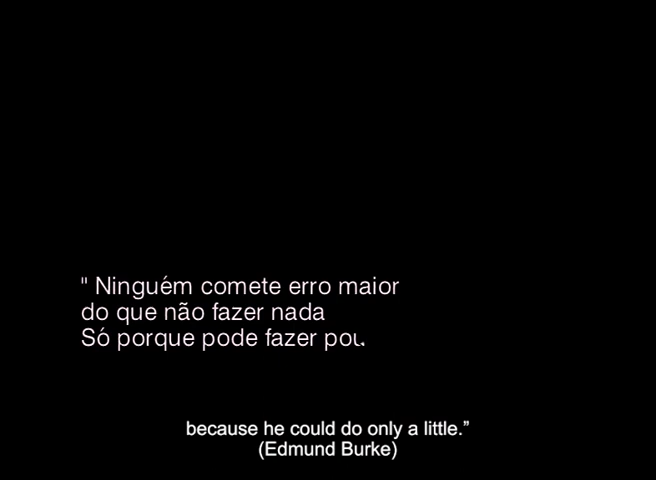 " Ninguém comete erro maior
do que não fazer nada
Só porque pode fazer
because he could do only a little.”
(Edmund Burke)